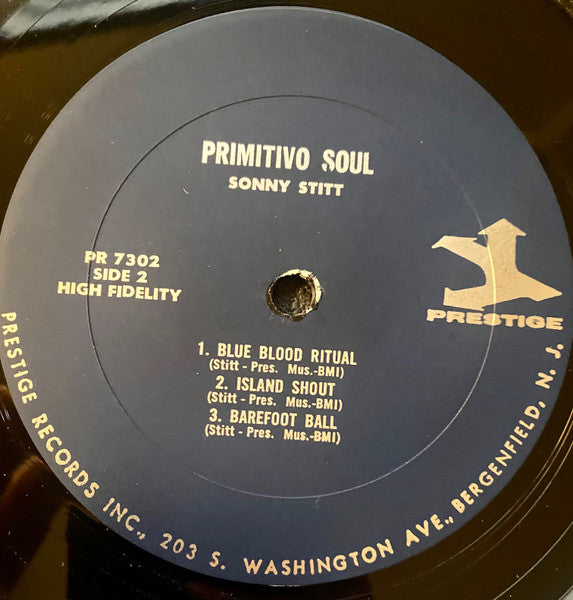 PRIMITIVO SOUL
SONNY STITT
PR 7302
SIDE 2
HIGH FIDELITY
PRESTIGE
1. BLUE BLOOD RITUAL
(Stitt - Pres. Mus.-BMI)
2. ISLAND SHOUT
(Stitt - Pres. Mus.-BMI)
3. BAREFOOT BALL
(Stitt - Pres. Mus.-BMI)
PRESTIGE RECORDS INC., 203 S. WASHINGTON AVE., BERGENFIELD, N. J.